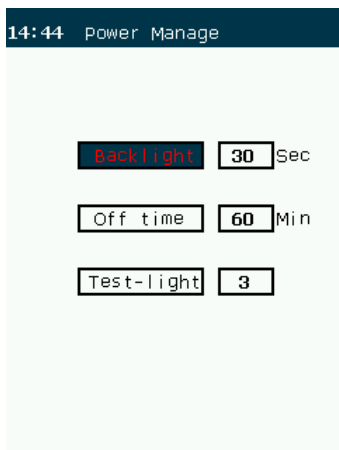 14:44 Power Manage
Backlight 30 Sec
Off time 60 Min
Test-light 3